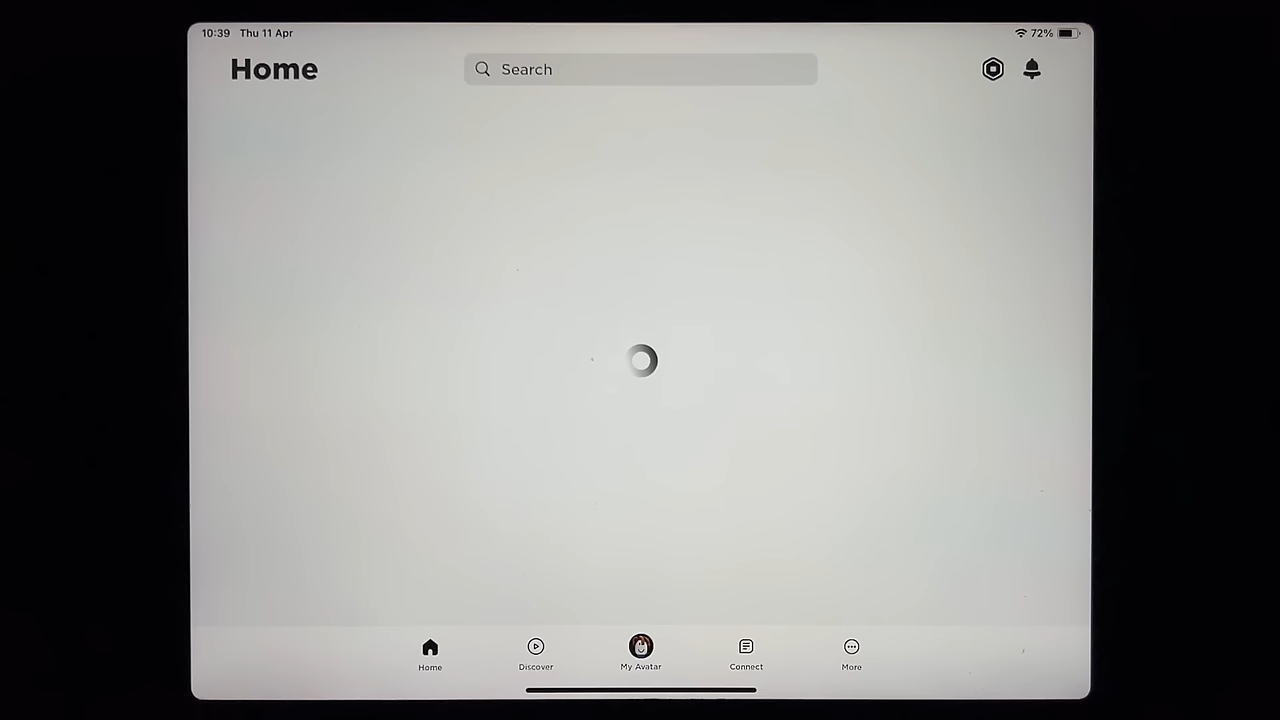 10:39 Thu 11 Apr
72%
Home
Search
Home
Discover
My Avatar
Connect
More